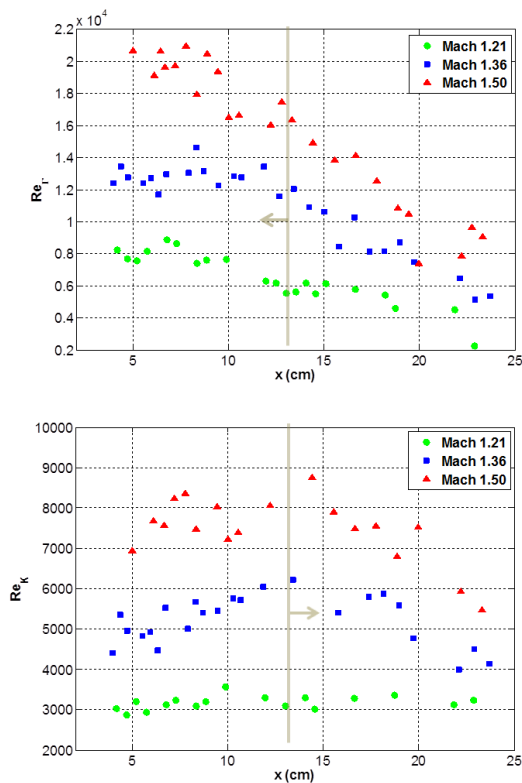 x 10⁴
2.2
2
1.8
1.6
1.4
1.2
1
0.8
0.6
0.4
0.2
Re_Γ
Mach 1.21
Mach 1.36
Mach 1.50
5 10 15 20 25
x (cm)
10000
9000
8000
7000
6000
5000
4000
3000
2000
Re_K
Mach 1.21
Mach 1.36
Mach 1.50
5 10 15 20 25
x (cm)